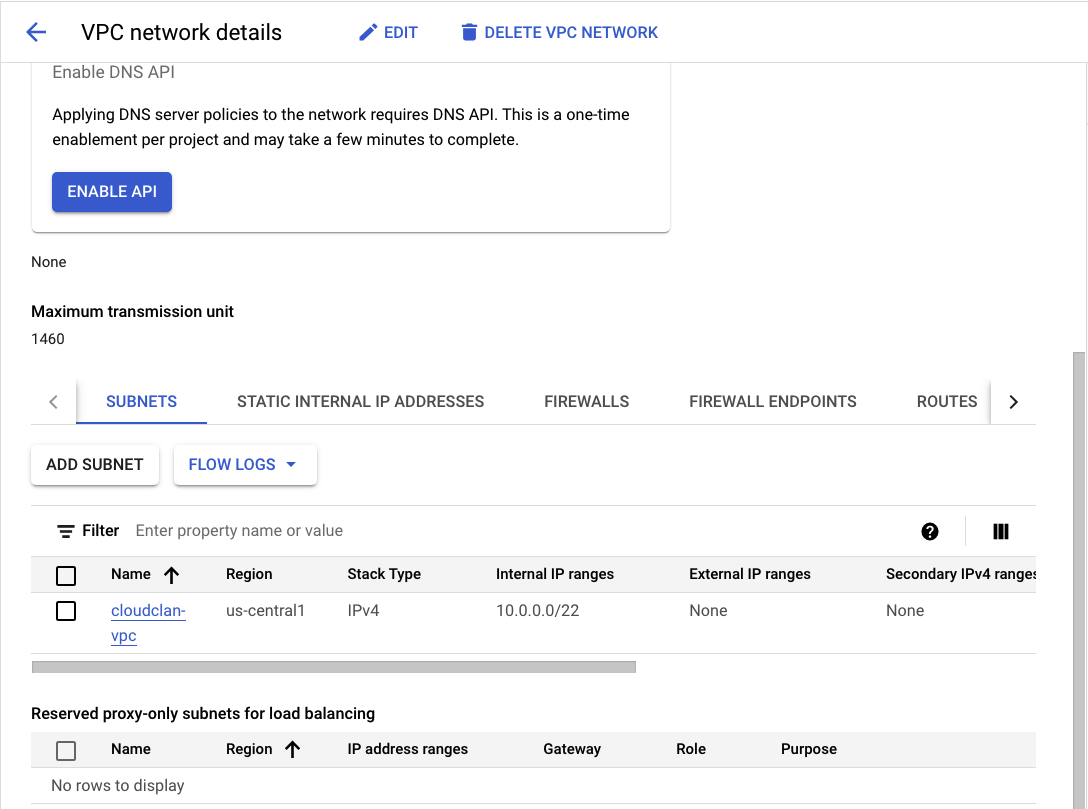 VPC network details
EDIT
DELETE VPC NETWORK
Enable DNS API
Applying DNS server policies to the network requires DNS API. This is a one-time
enablement per project and may take a few minutes to complete.
ENABLE API
None
Maximum transmission unit
1460
SUBNETS STATIC INTERNAL IP ADDRESSES FIREWALLS FIREWALL ENDPOINTS ROUTES
ADD SUBNET FLOW LOGS
Filter Enter property name or value
Name Region Stack Type Internal IP ranges External IP ranges Secondary IPv4 ranges
cloudclan- us-central1 IPv4 10.0.0.0/22 None None
vpc
Reserved proxy-only subnets for load balancing
Name Region IP address ranges Gateway Role Purpose
No rows to display